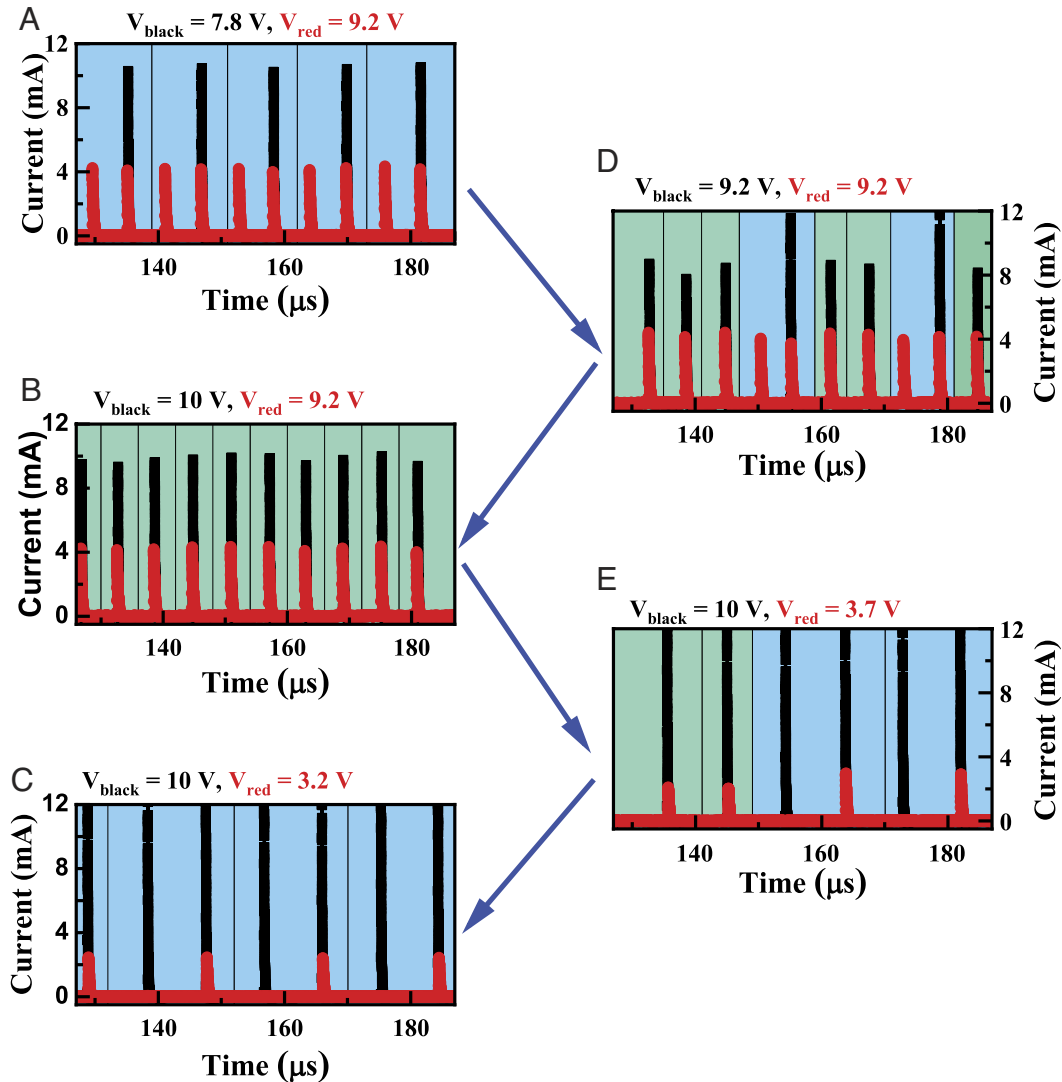 A
V_black = 7.8 V, V_red = 9.2 V
12
8
4
0
Current (mA)
140 160 180
Time (μs)
D
V_black = 9.2 V, V_red = 9.2 V
12
8
4
0
Current (mA)
140 160 180
Time (μs)
B
V_black = 10 V, V_red = 9.2 V
12
8
4
0
Current (mA)
140 160 180
Time (μs)
E
V_black = 10 V, V_red = 3.7 V
12
8
4
0
Current (mA)
140 160 180
Time (μs)
C
V_black = 10 V, V_red = 3.2 V
12
8
4
0
Current (mA)
140 160 180
Time (μs)